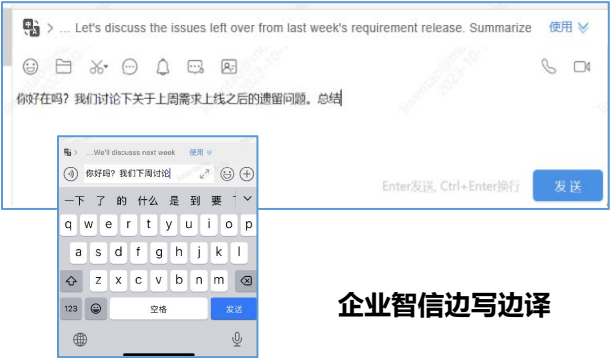 > ... Let's discuss the issues left over from last week's requirement release. Summarize 使用
你好在吗？我们讨论下关于上周需求上线之后的遗留问题。总结
Enter发送, Ctrl+Enter换行 发送
> ...We'll discusss next week 使用
你好吗？我们下周讨论
一下 了 的 什么 是 到 要
q w e r t y u i o p
a s d f g h j k l
z x c v b n m
123 空格 发送
企业智信边写边译